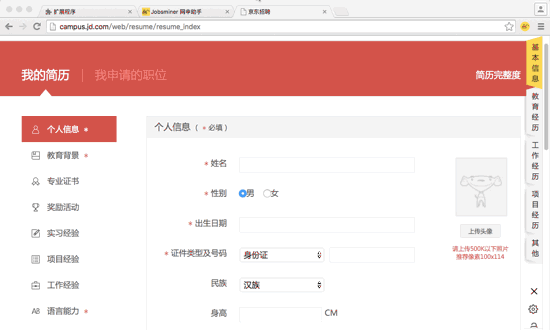 扩展程序
Jobsminer 网申助手
京东招聘
campus.jd.com/web/resume/resume_index
我的简历 | 我申请的职位
简历完整度
基本信息
教育经历
工作经历
项目经历
其他
个人信息 *
教育背景 *
专业证书
奖励活动
实习经验
项目经验
工作经验
语言能力 *
个人信息 ( * 必填 )
* 姓名
* 性别 男 女
* 出生日期
* 证件类型及号码 身份证
民族 汉族
身高 CM
上传头像
请上传500K以下照片
推荐像素100x114